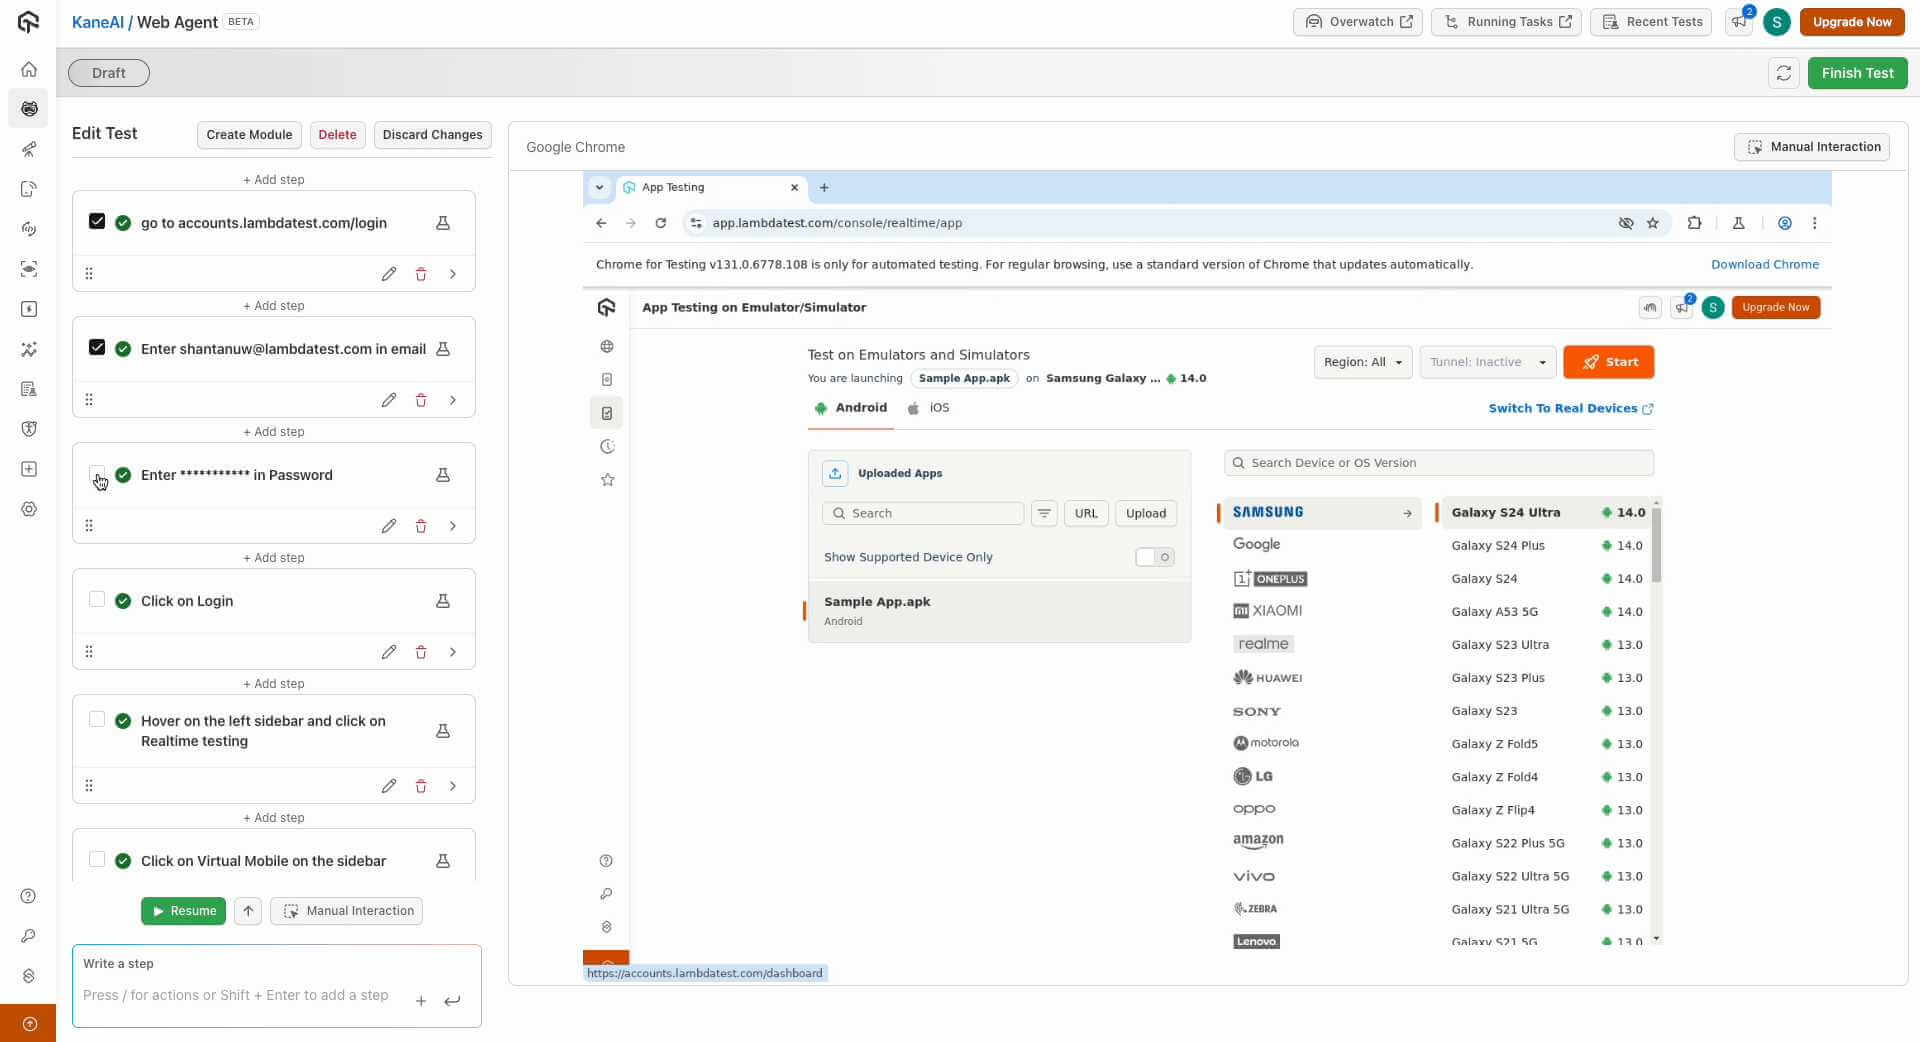 KaneAI / Web Agent BETA
Overwatch
Running Tasks
Recent Tests
2
S
Upgrade Now
Draft
Finish Test
Edit Test
Create Module
Delete
Discard Changes
+ Add step
go to accounts.lambdatest.com/login
+ Add step
Enter shantanuw@lambdatest.com in email
+ Add step
Enter *********** in Password
+ Add step
Click on Login
+ Add step
Hover on the left sidebar and click on
Realtime testing
+ Add step
Click on Virtual Mobile on the sidebar
Resume
Manual Interaction
Write a step
Press / for actions or Shift + Enter to add a step
Google Chrome
Manual Interaction
App Testing
app.lambdatest.com/console/realtime/app
Chrome for Testing v131.0.6778.108 is only for automated testing. For regular browsing, use a standard version of Chrome that updates automatically.
Download Chrome
App Testing on Emulator/Simulator
2
S
Upgrade Now
Test on Emulators and Simulators
You are launching Sample App.apk on Samsung Galaxy ... 14.0
Region: All
Tunnel: Inactive
Start
Android
iOS
Switch To Real Devices
Uploaded Apps
Search
URL
Upload
Show Supported Device Only
Sample App.apk
Android
Search Device or OS Version
SAMSUNG
Google
1+ ONEPLUS
mi XIAOMI
realme
HUAWEI
SONY
motorola
LG
oppo
amazon
vivo
ZEBRA
Lenovo
Galaxy S24 Ultra 14.0
Galaxy S24 Plus 14.0
Galaxy S24 14.0
Galaxy A53 5G 14.0
Galaxy S23 Ultra 13.0
Galaxy S23 Plus 13.0
Galaxy S23 13.0
Galaxy Z Fold5 13.0
Galaxy Z Fold4 13.0
Galaxy Z Flip4 13.0
Galaxy S22 Plus 5G 13.0
Galaxy S22 Ultra 5G 13.0
Galaxy S21 Ultra 5G 13.0
Galaxy S21 5G 13.0
https://accounts.lambdatest.com/dashboard